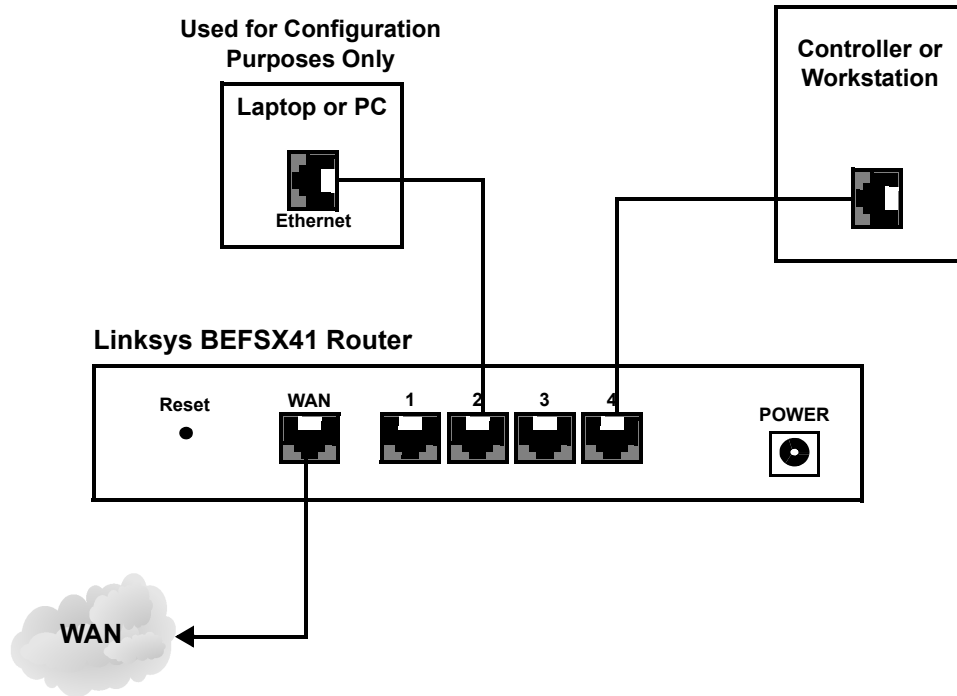 Used for Configuration
Purposes Only
Laptop or PC
Ethernet
Controller or
Workstation
Linksys BEFSX41 Router
Reset
WAN
1
2
3
4
POWER
WAN